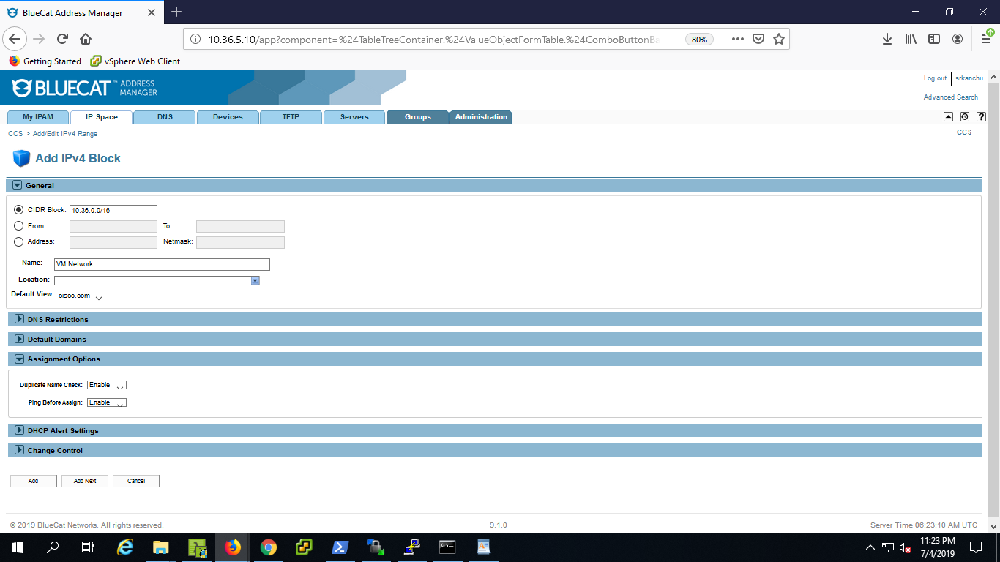 BlueCat Address Manager
10.36.5.10/app?component=%24TableTreeContainer.%24ValueObjectFormTable.%24ComboButtonBa 80%
Getting Started vSphere Web Client
BLUECAT™ ADDRESS MANAGER
Log out srkanchu
Advanced Search
My IPAM IP Space DNS Devices TFTP Servers Groups Administration
CCS > Add/Edit IPv4 Range CCS
Add IPv4 Block
General
CIDR Block: 10.36.0.0/16
From: To:
Address: Netmask:
Name: VM Network
Location:
Default View: cisco.com
DNS Restrictions
Default Domains
Assignment Options
Duplicate Name Check: Enable
Ping Before Assign: Enable
DHCP Alert Settings
Change Control
Add Add Next Cancel
© 2019 BlueCat Networks. All rights reserved. 9.1.0 Server Time 06:23:10 AM UTC
11:23 PM
7/4/2019